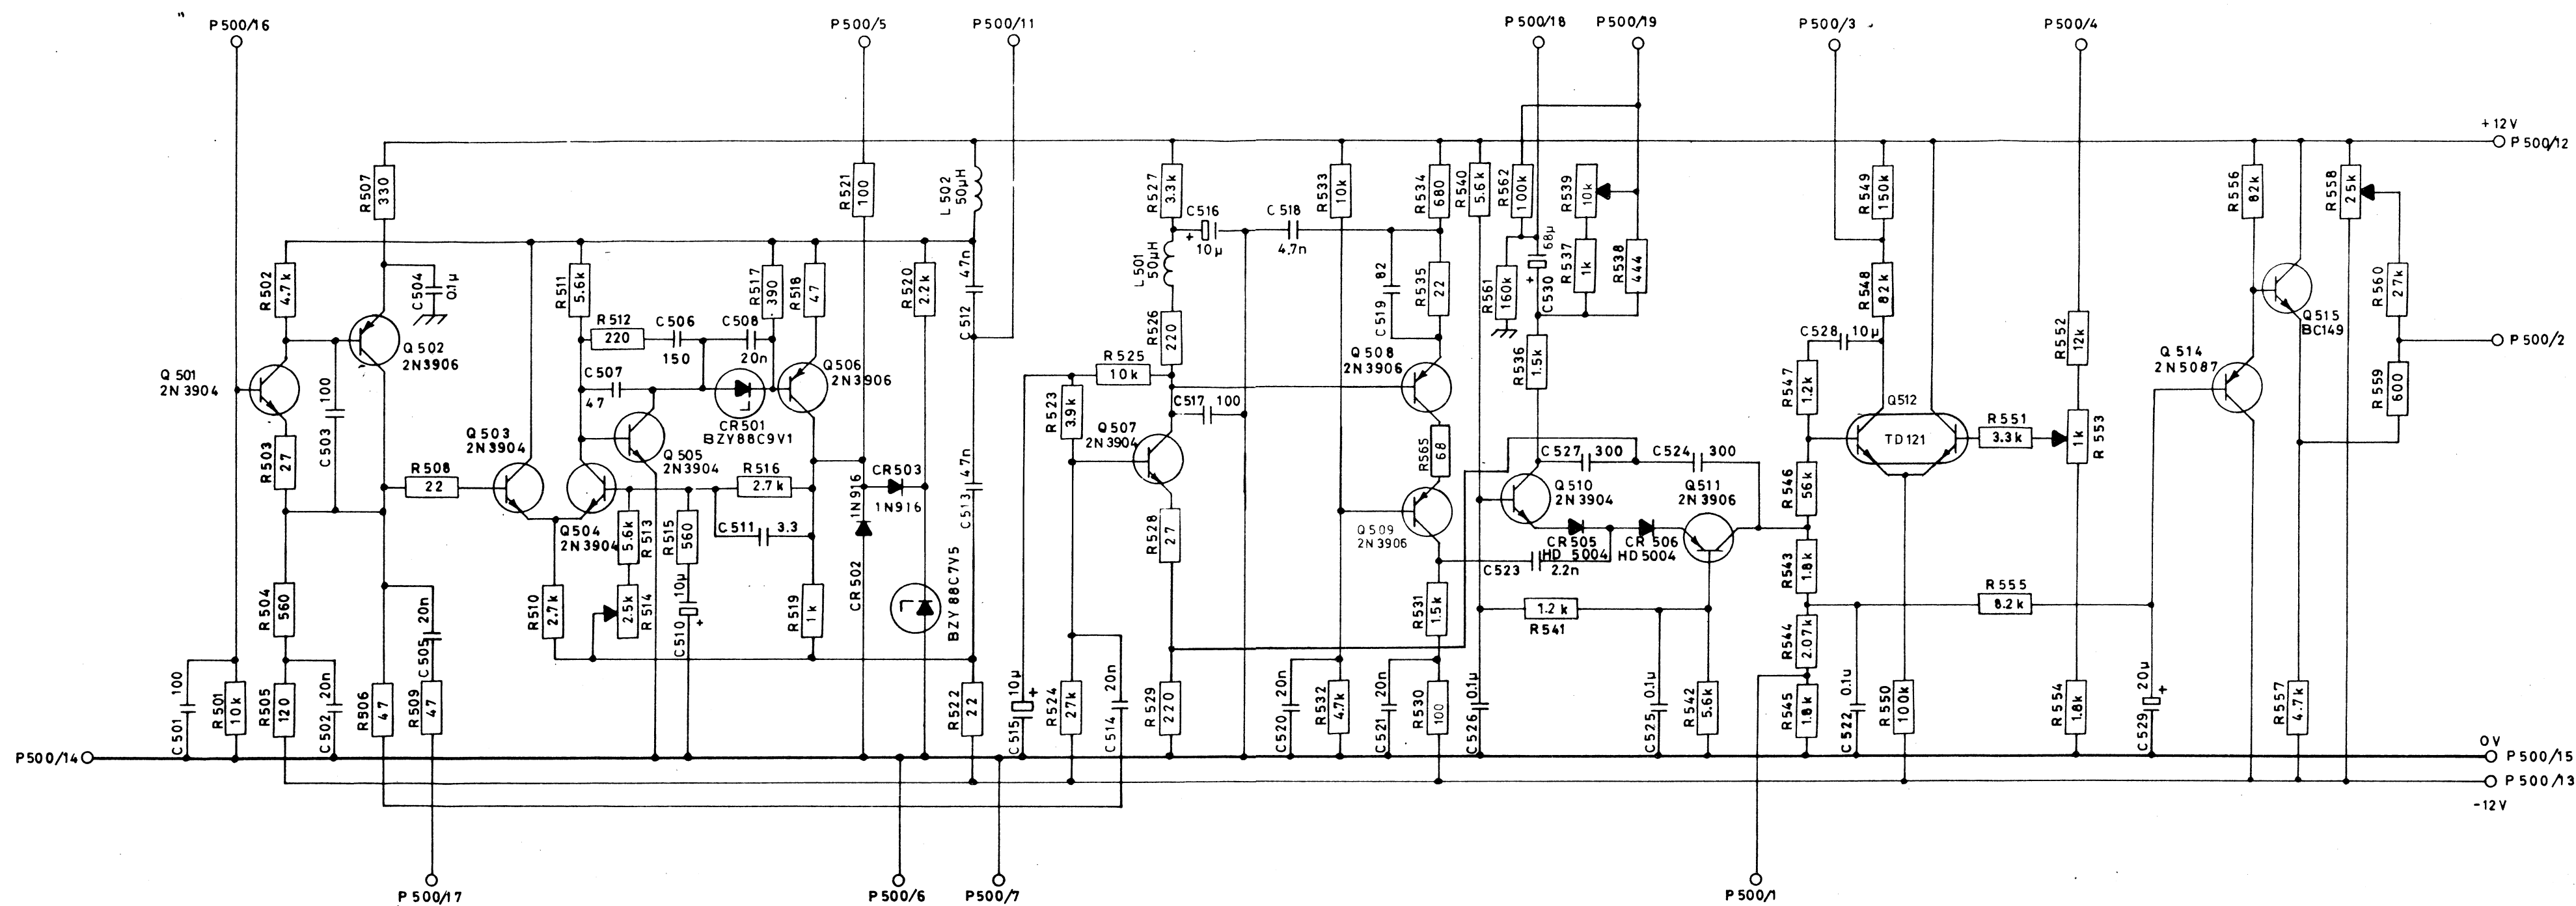 P500/16
P500/5
P500/11
P500/18
P500/19
P500/3
P500/4
+12V
P500/12
R507
330
R521
100
L502
50µH
R527
3.3k
C516
+
10µ
C518
4.7n
R533
10k
R534
680
R540
5.6k
R562
100k
R539
10k
R549
150k
R556
82k
R558
25k
R502
4.7k
C504
0.1µ
R511
5.6k
R517
390
R518
47
R520
2.2k
47n
C512
L501
50µH
82
C519
R535
22
R561
160k
68µ
+
C530
R537
1k
R538
444
R548
82k
Q515
BC149
R560
27k
R512
220
C506
150
C508
20n
R526
220
C528
10µ
R552
12k
P500/2
Q501
2N3904
Q502
2N3906
100
C503
C507
47
CR501
BZY88C9V1
Q506
2N3906
R525
10k
R523
3.9k
C517
100
Q508
2N3906
R536
1.5k
R547
1.2k
Q512
TD121
R551
3.3k
1k
R553
Q514
2N5087
R559
600
R503
27
Q503
2N3904
Q505
2N3904
Q507
2N3904
R565
68
C527
300
C524
300
R508
22
R516
2.7k
1N916
CR503
1N916
47n
C513
Q510
2N3904
Q511
2N3906
R546
56k
Q504
2N3904
5.6k
R513
R515
560
C511
3.3
R528
27
Q509
2N3906
CR505
HD 5004
CR 506
HD5004
C523
2.2n
R543
1.8k
R504
560
20n
C505
R510
2.7k
2.5k
R514
10µ
C510
+
R519
1k
CR502
BZY 88C7V5
R531
1.5k
1.2k
R541
R544
2.07k
R555
8.2k
C501
100
R501
10k
R505
120
C502
20n
R506
47
R509
47
R522
22
C515
10µ
+
R524
27k
C514
20n
R529
220
C520
20n
R532
4.7k
C521
20n
R530
100
C526
0.1µ
C525
0.1µ
R542
5.6k
R545
1.8k
C522
0.1µ
R550
100k
R554
1.8k
C529
20µ
+
R557
4.7k
P500/14
0V
P500/15
P500/13
-12V
P500/17
P500/6
P500/7
P500/1